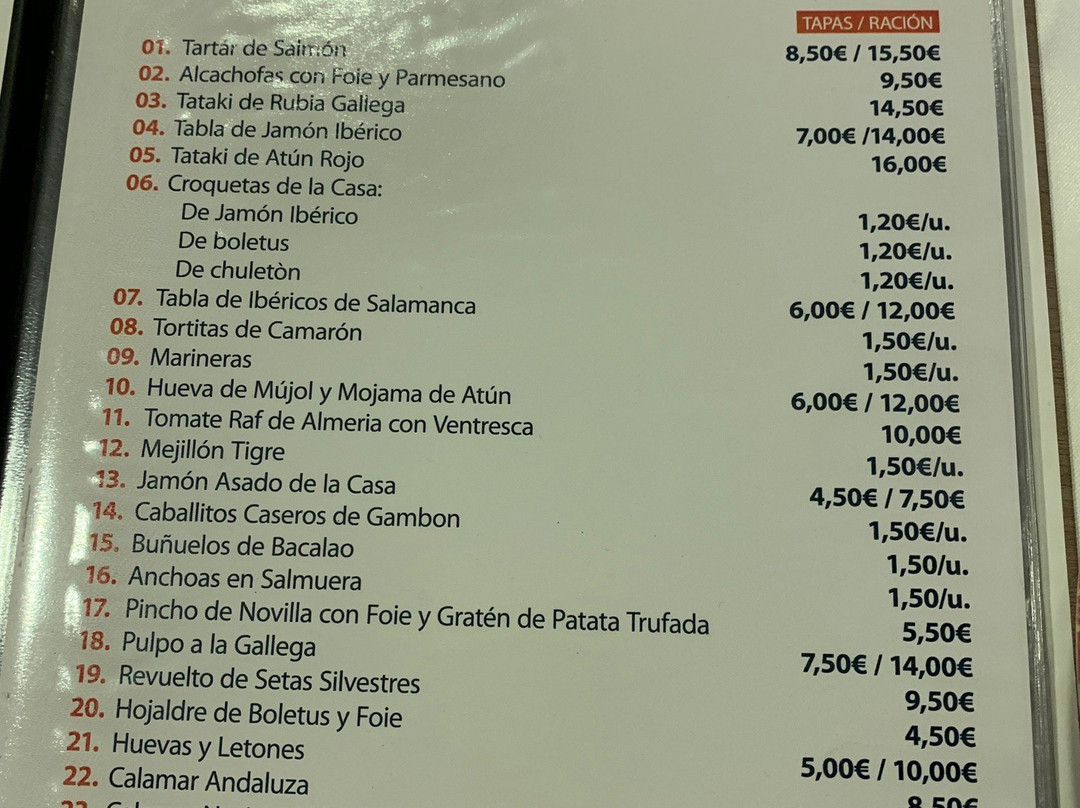 TAPAS / RACIÓN
01. Tartár de Salmón 8,50€ / 15,50€
02. Alcachofas con Foie y Parmesano 9,50€
03. Tataki de Rubia Gallega 14,50€
04. Tabla de Jamón Ibérico 7,00€ /14,00€
05. Tataki de Atún Rojo 16,00€
06. Croquetas de la Casa:
De Jamón Ibérico 1,20€/u.
De boletus 1,20€/u.
De chuletòn 1,20€/u.
07. Tabla de Ibéricos de Salamanca 6,00€ / 12,00€
08. Tortitas de Camarón 1,50€/u.
09. Marineras 1,50€/u.
10. Hueva de Mújol y Mojama de Atún 6,00€ / 12,00€
11. Tomate Raf de Almeria con Ventresca 10,00€
12. Mejillón Tigre 1,50€/u.
13. Jamón Asado de la Casa 4,50€ / 7,50€
14. Caballitos Caseros de Gambon 1,50€/u.
15. Buñuelos de Bacalao 1,50/u.
16. Anchoas en Salmuera 1,50/u.
17. Pincho de Novilla con Foie y Gratén de Patata Trufada 5,50€
18. Pulpo a la Gallega 7,50€ / 14,00€
19. Revuelto de Setas Silvestres 9,50€
20. Hojaldre de Boletus y Foie 4,50€
21. Huevas y Letones 5,00€ / 10,00€
22. Calamar Andaluza 8,50€